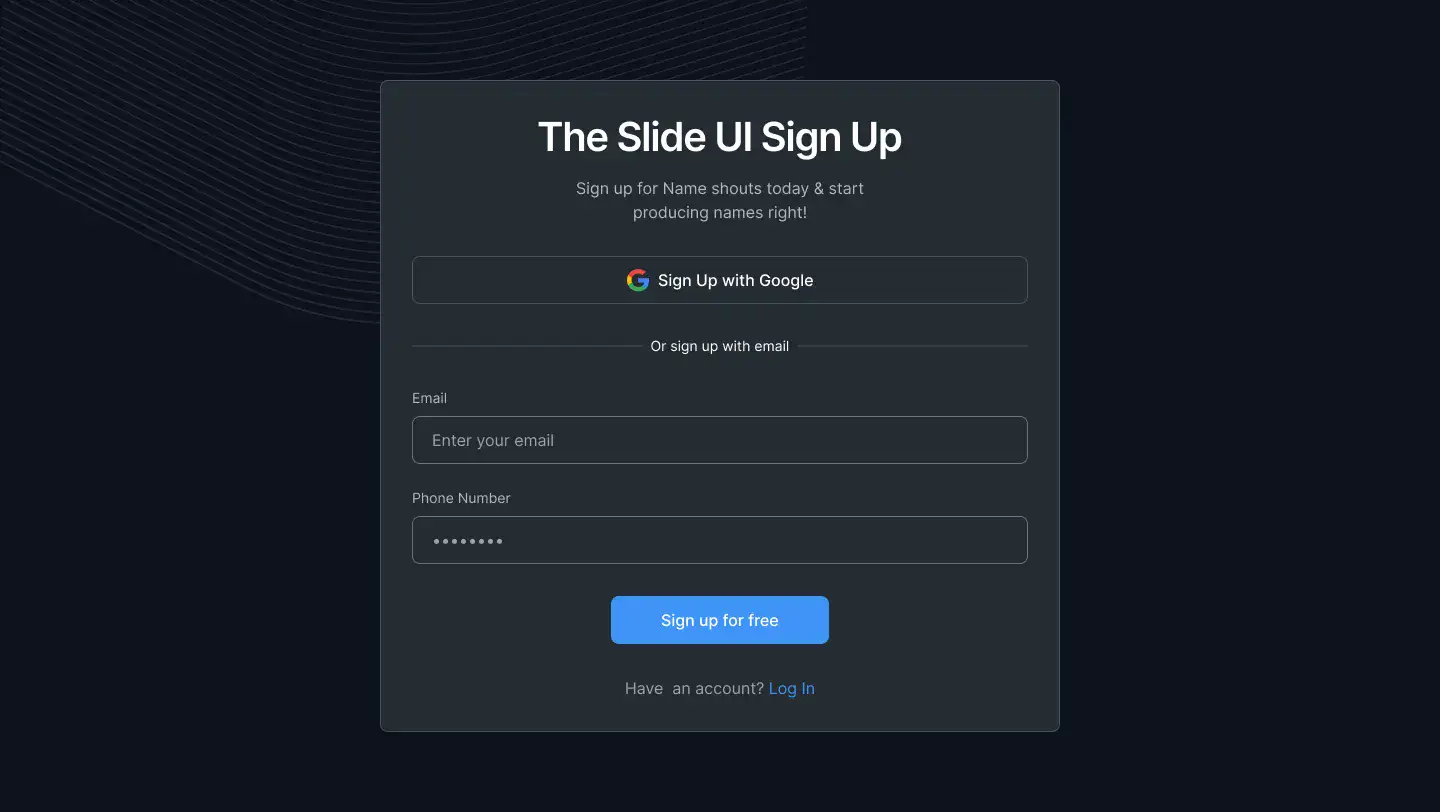 The Slide UI Sign Up
Sign up for Name shouts today & start
producing names right!
Sign Up with Google
Or sign up with email
Email
Enter your email
Phone Number
••••••••
Sign up for free
Have  an account? Log In